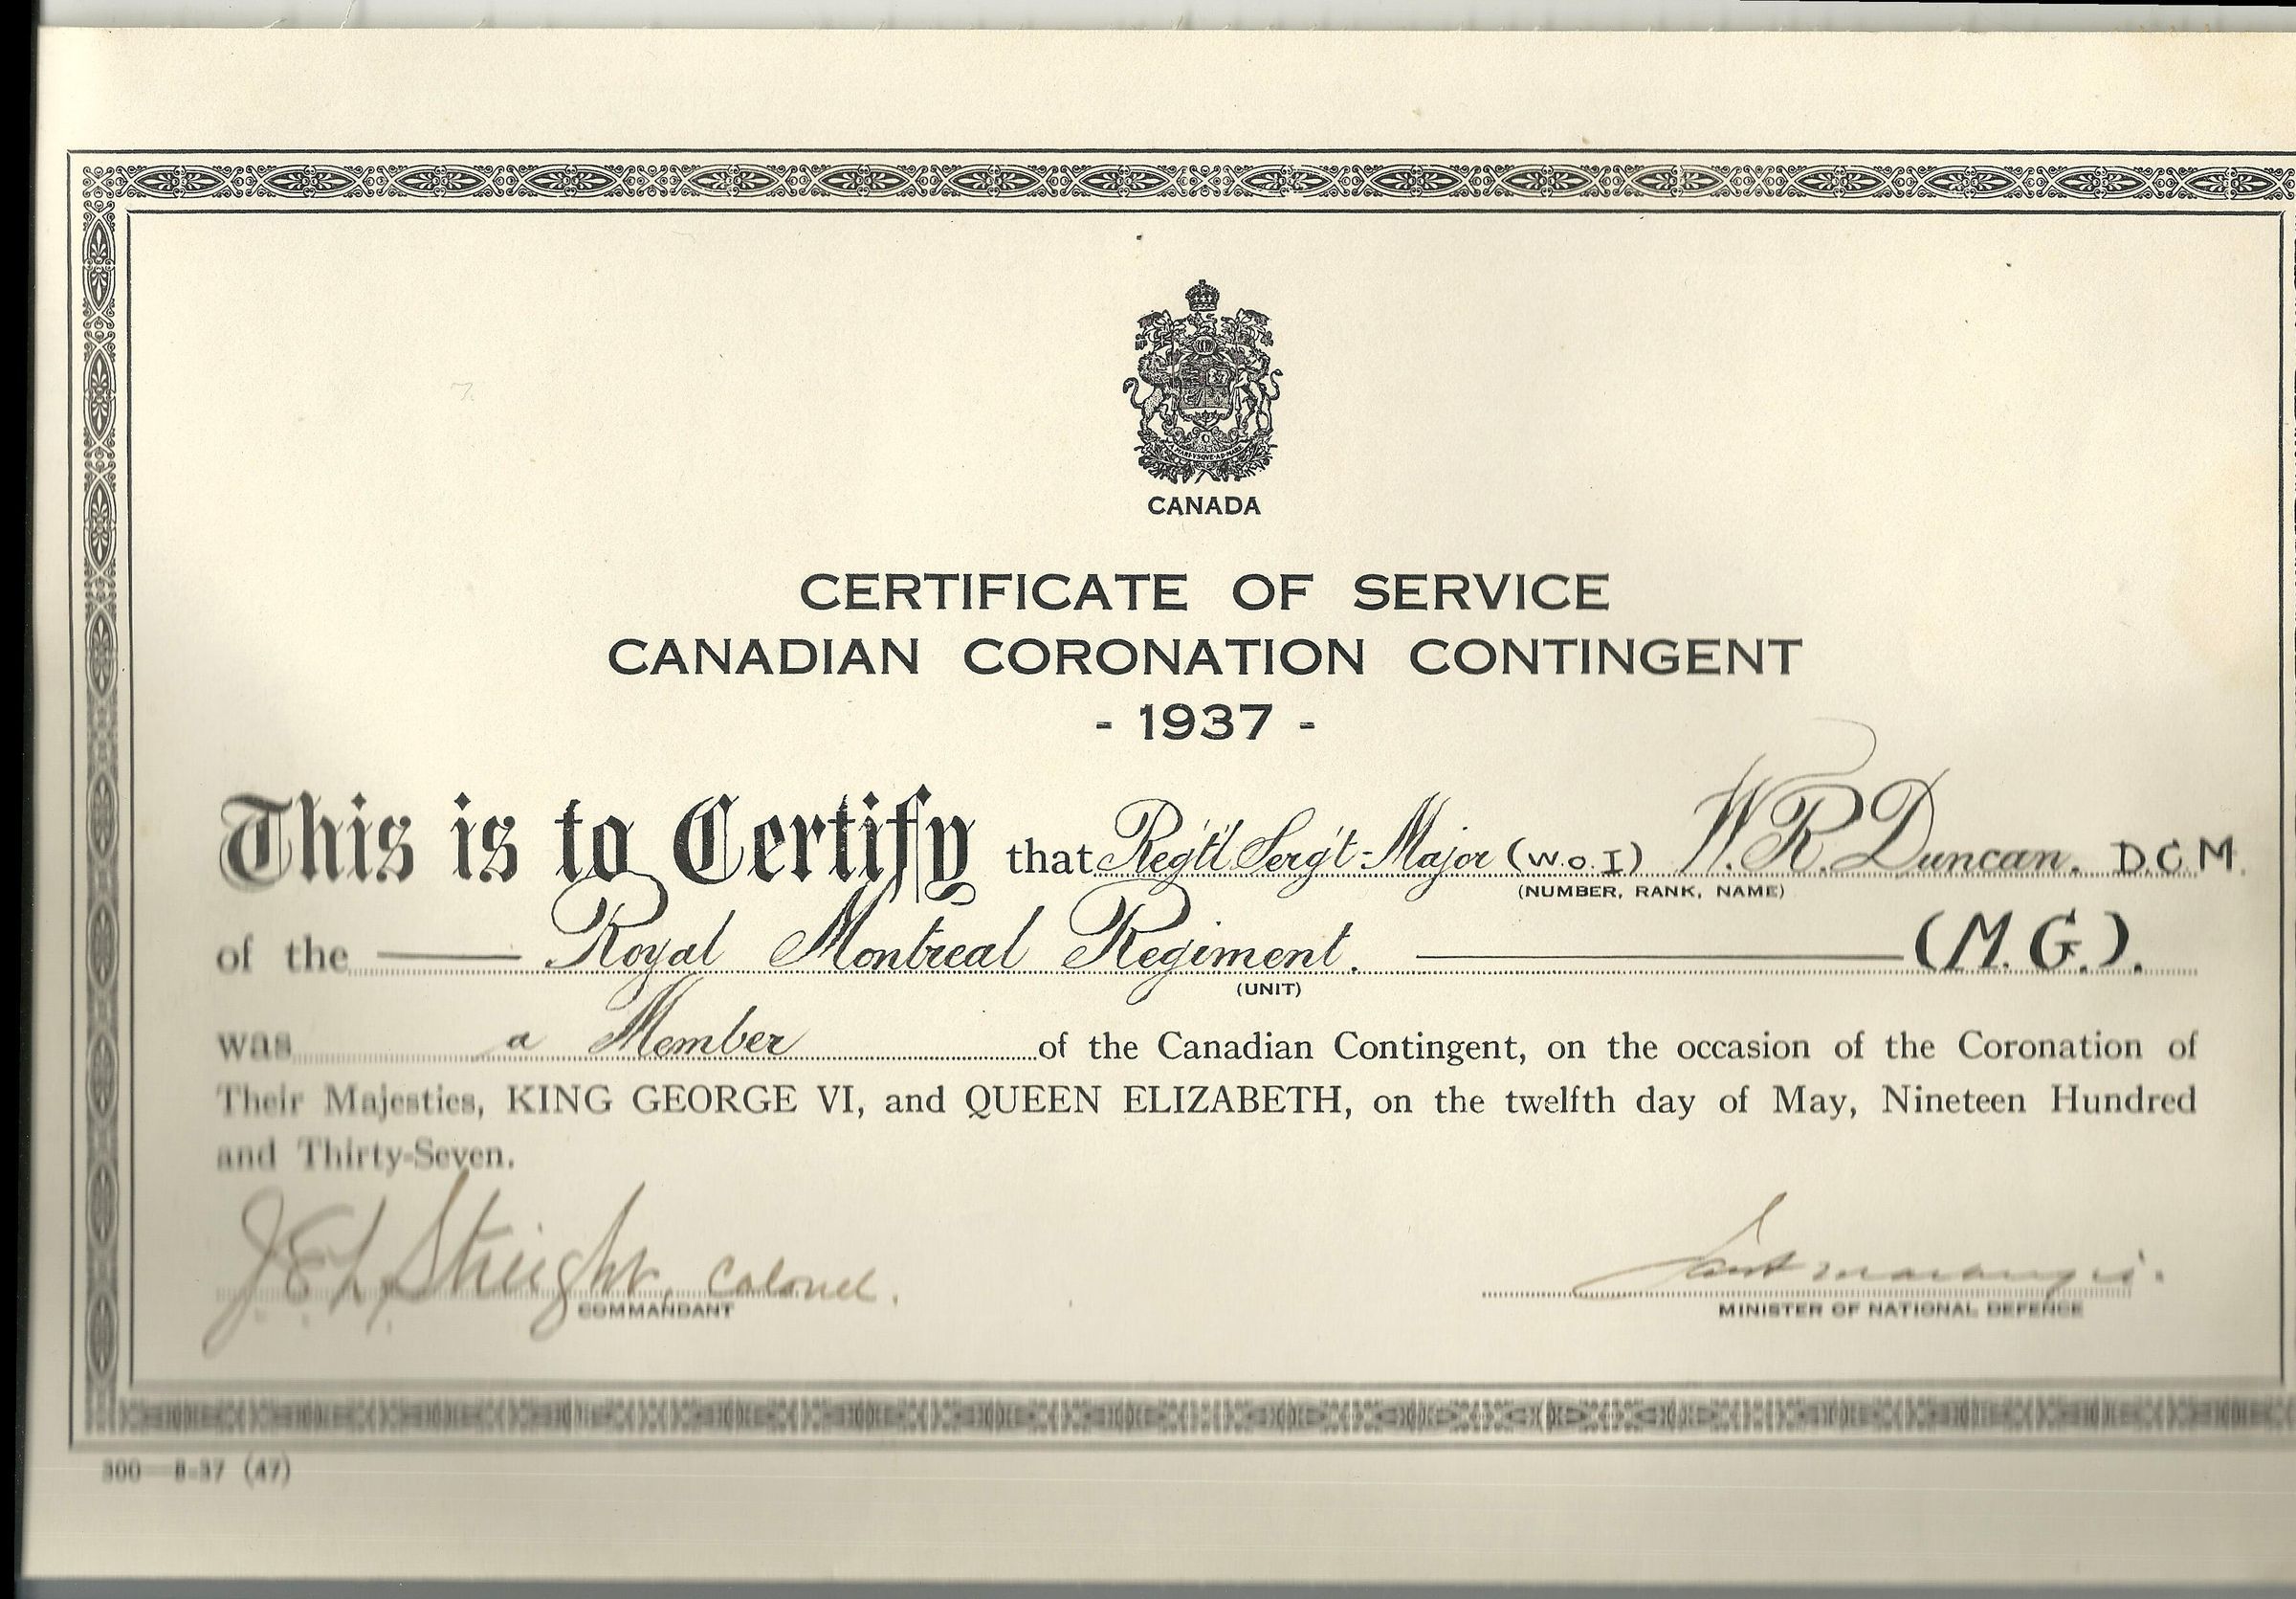 CANADA
CERTIFICATE OF SERVICE
CANADIAN CORONATION CONTINGENT
- 1937 -
This is to Certify that Reg't'l Serg't-Major (W.O.I) W.R. Duncan. D.C.M.
(NUMBER, RANK, NAME)
of the Royal Montreal Regiment. (M.G.).
(UNIT)
was a Member of the Canadian Contingent, on the occasion of the Coronation of
Their Majesties, KING GEORGE VI, and QUEEN ELIZABETH, on the twelfth day of May, Nineteen Hundred
and Thirty-Seven.
J.E.L. Streight, Colonel.
COMMANDANT
MINISTER OF NATIONAL DEFENCE
300—8-37 (47)